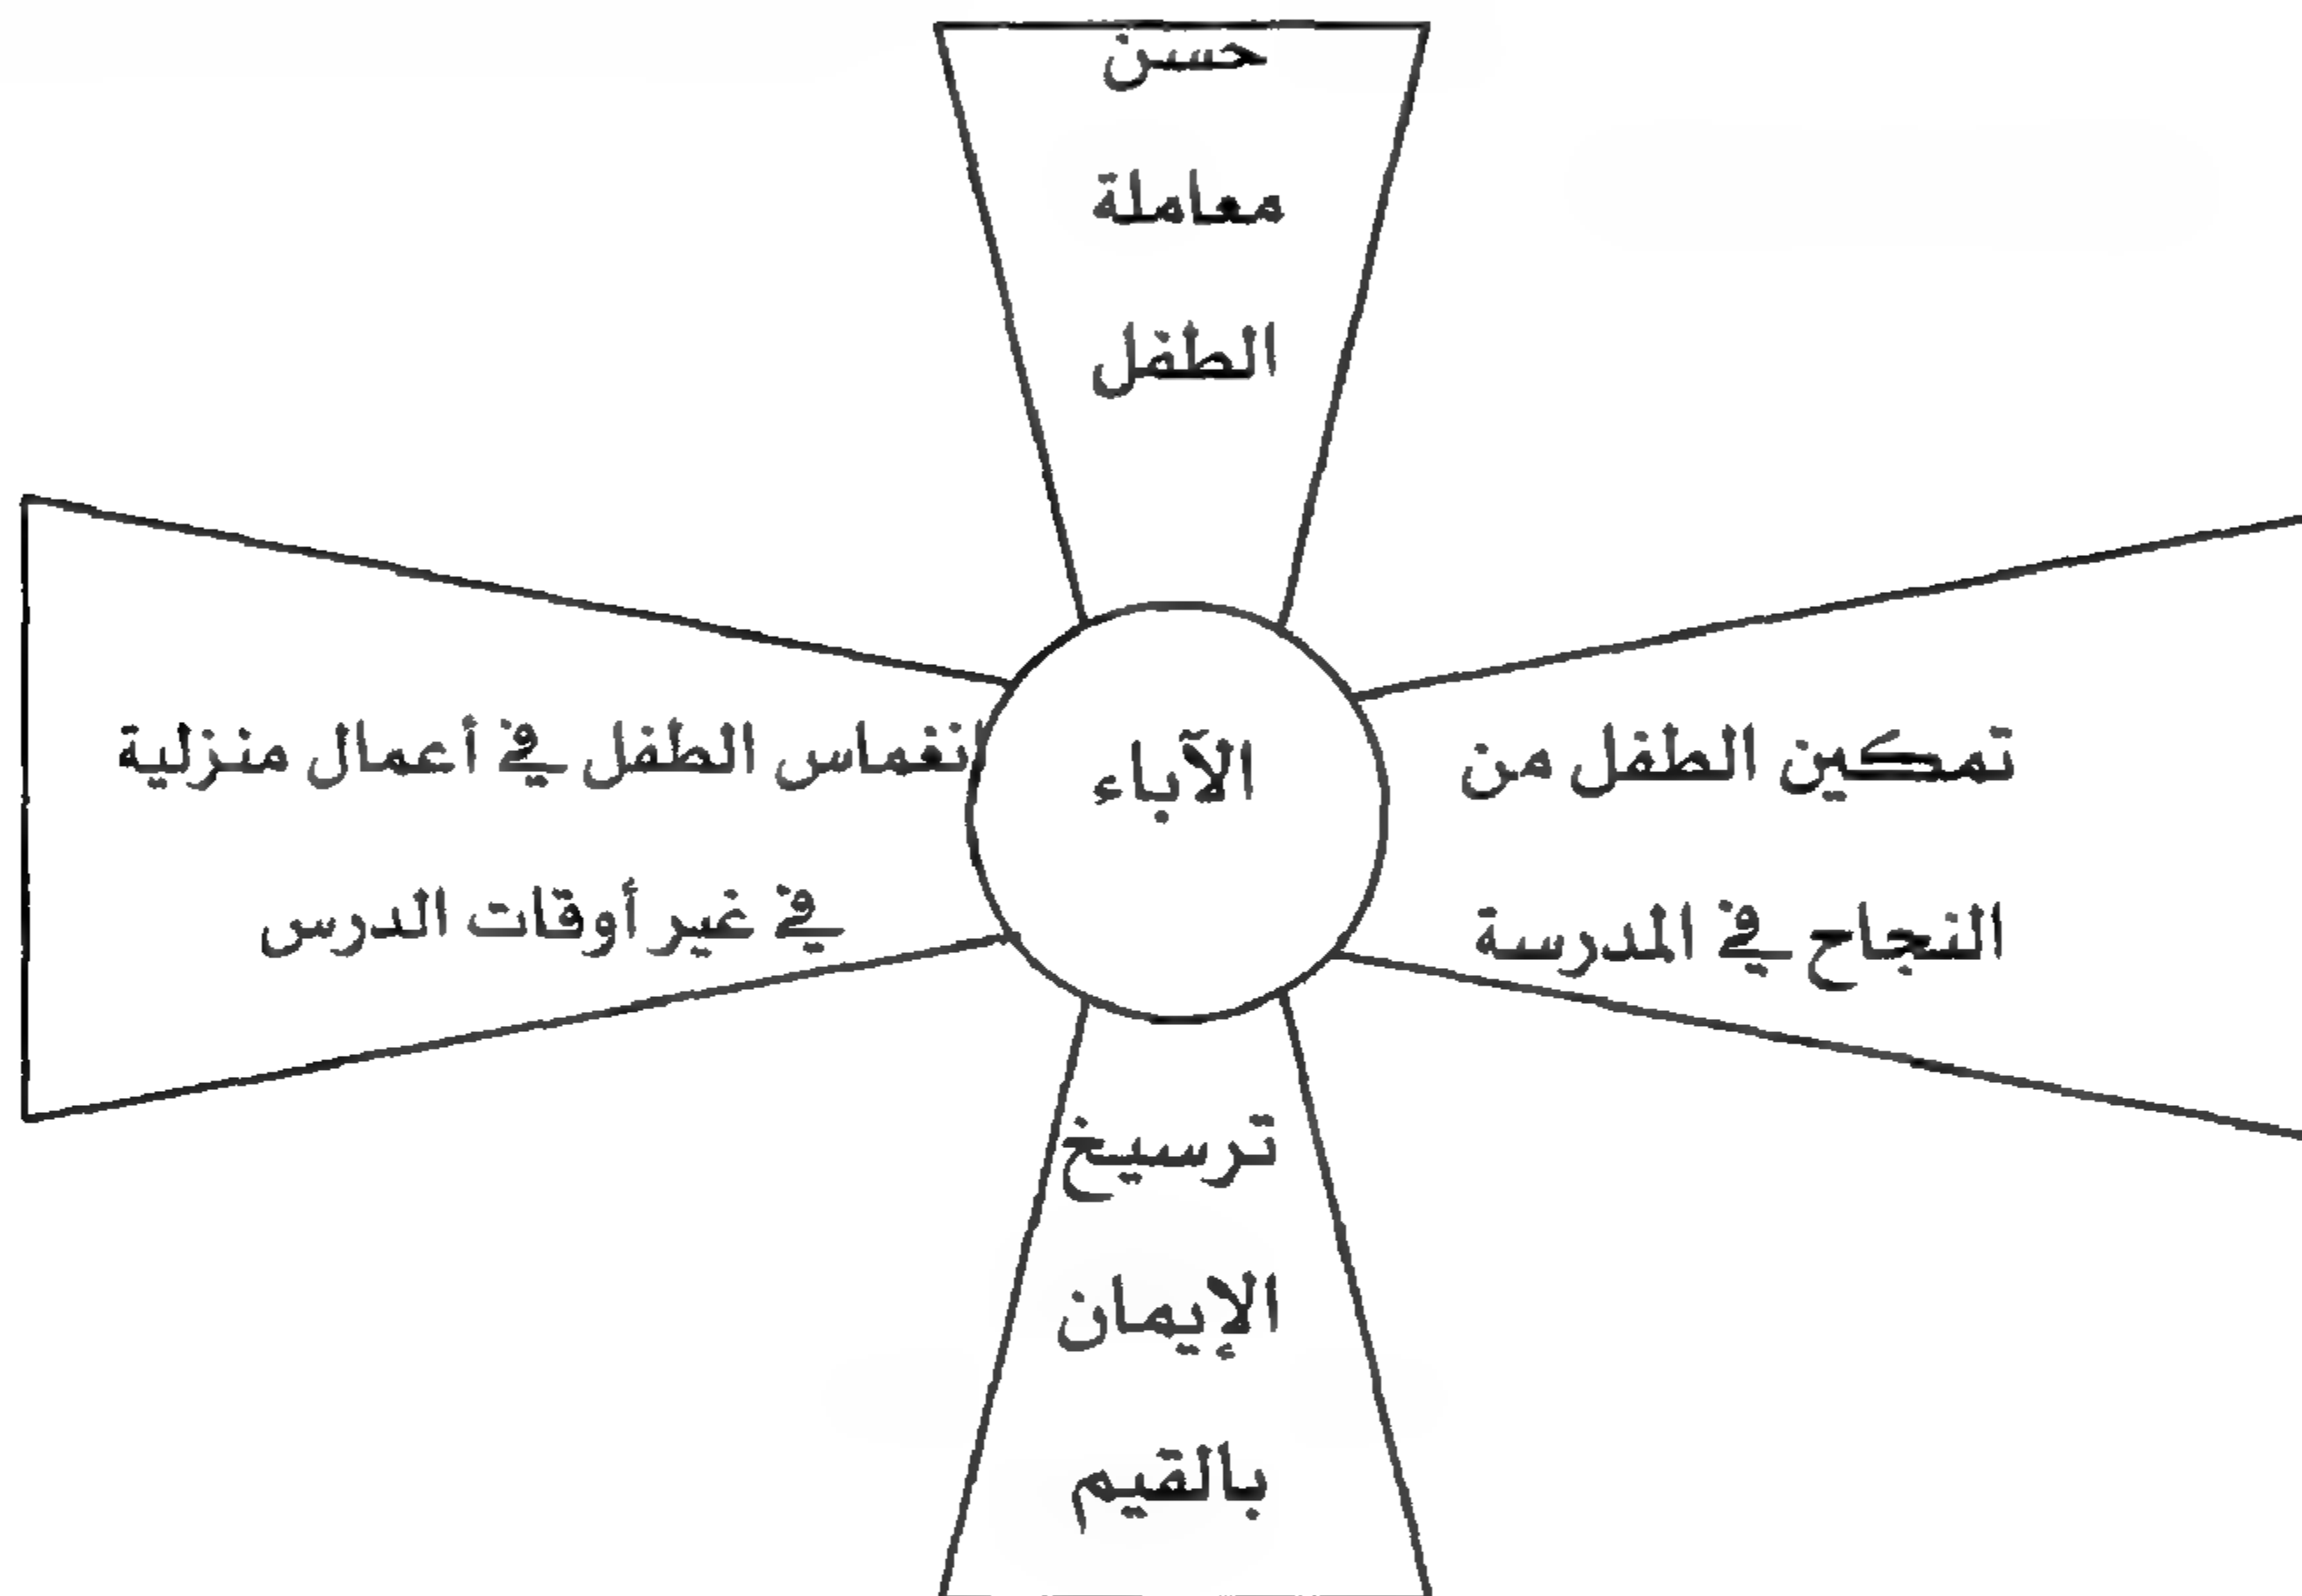 حسن
معاملة
الطفل
تمكين الطفل من
النجاح في المدرسة
الآباء
انغماس الطفل في أعمال منزلية
في غير أوقات الدرس
ترسيخ
الإيمان
بالقيم